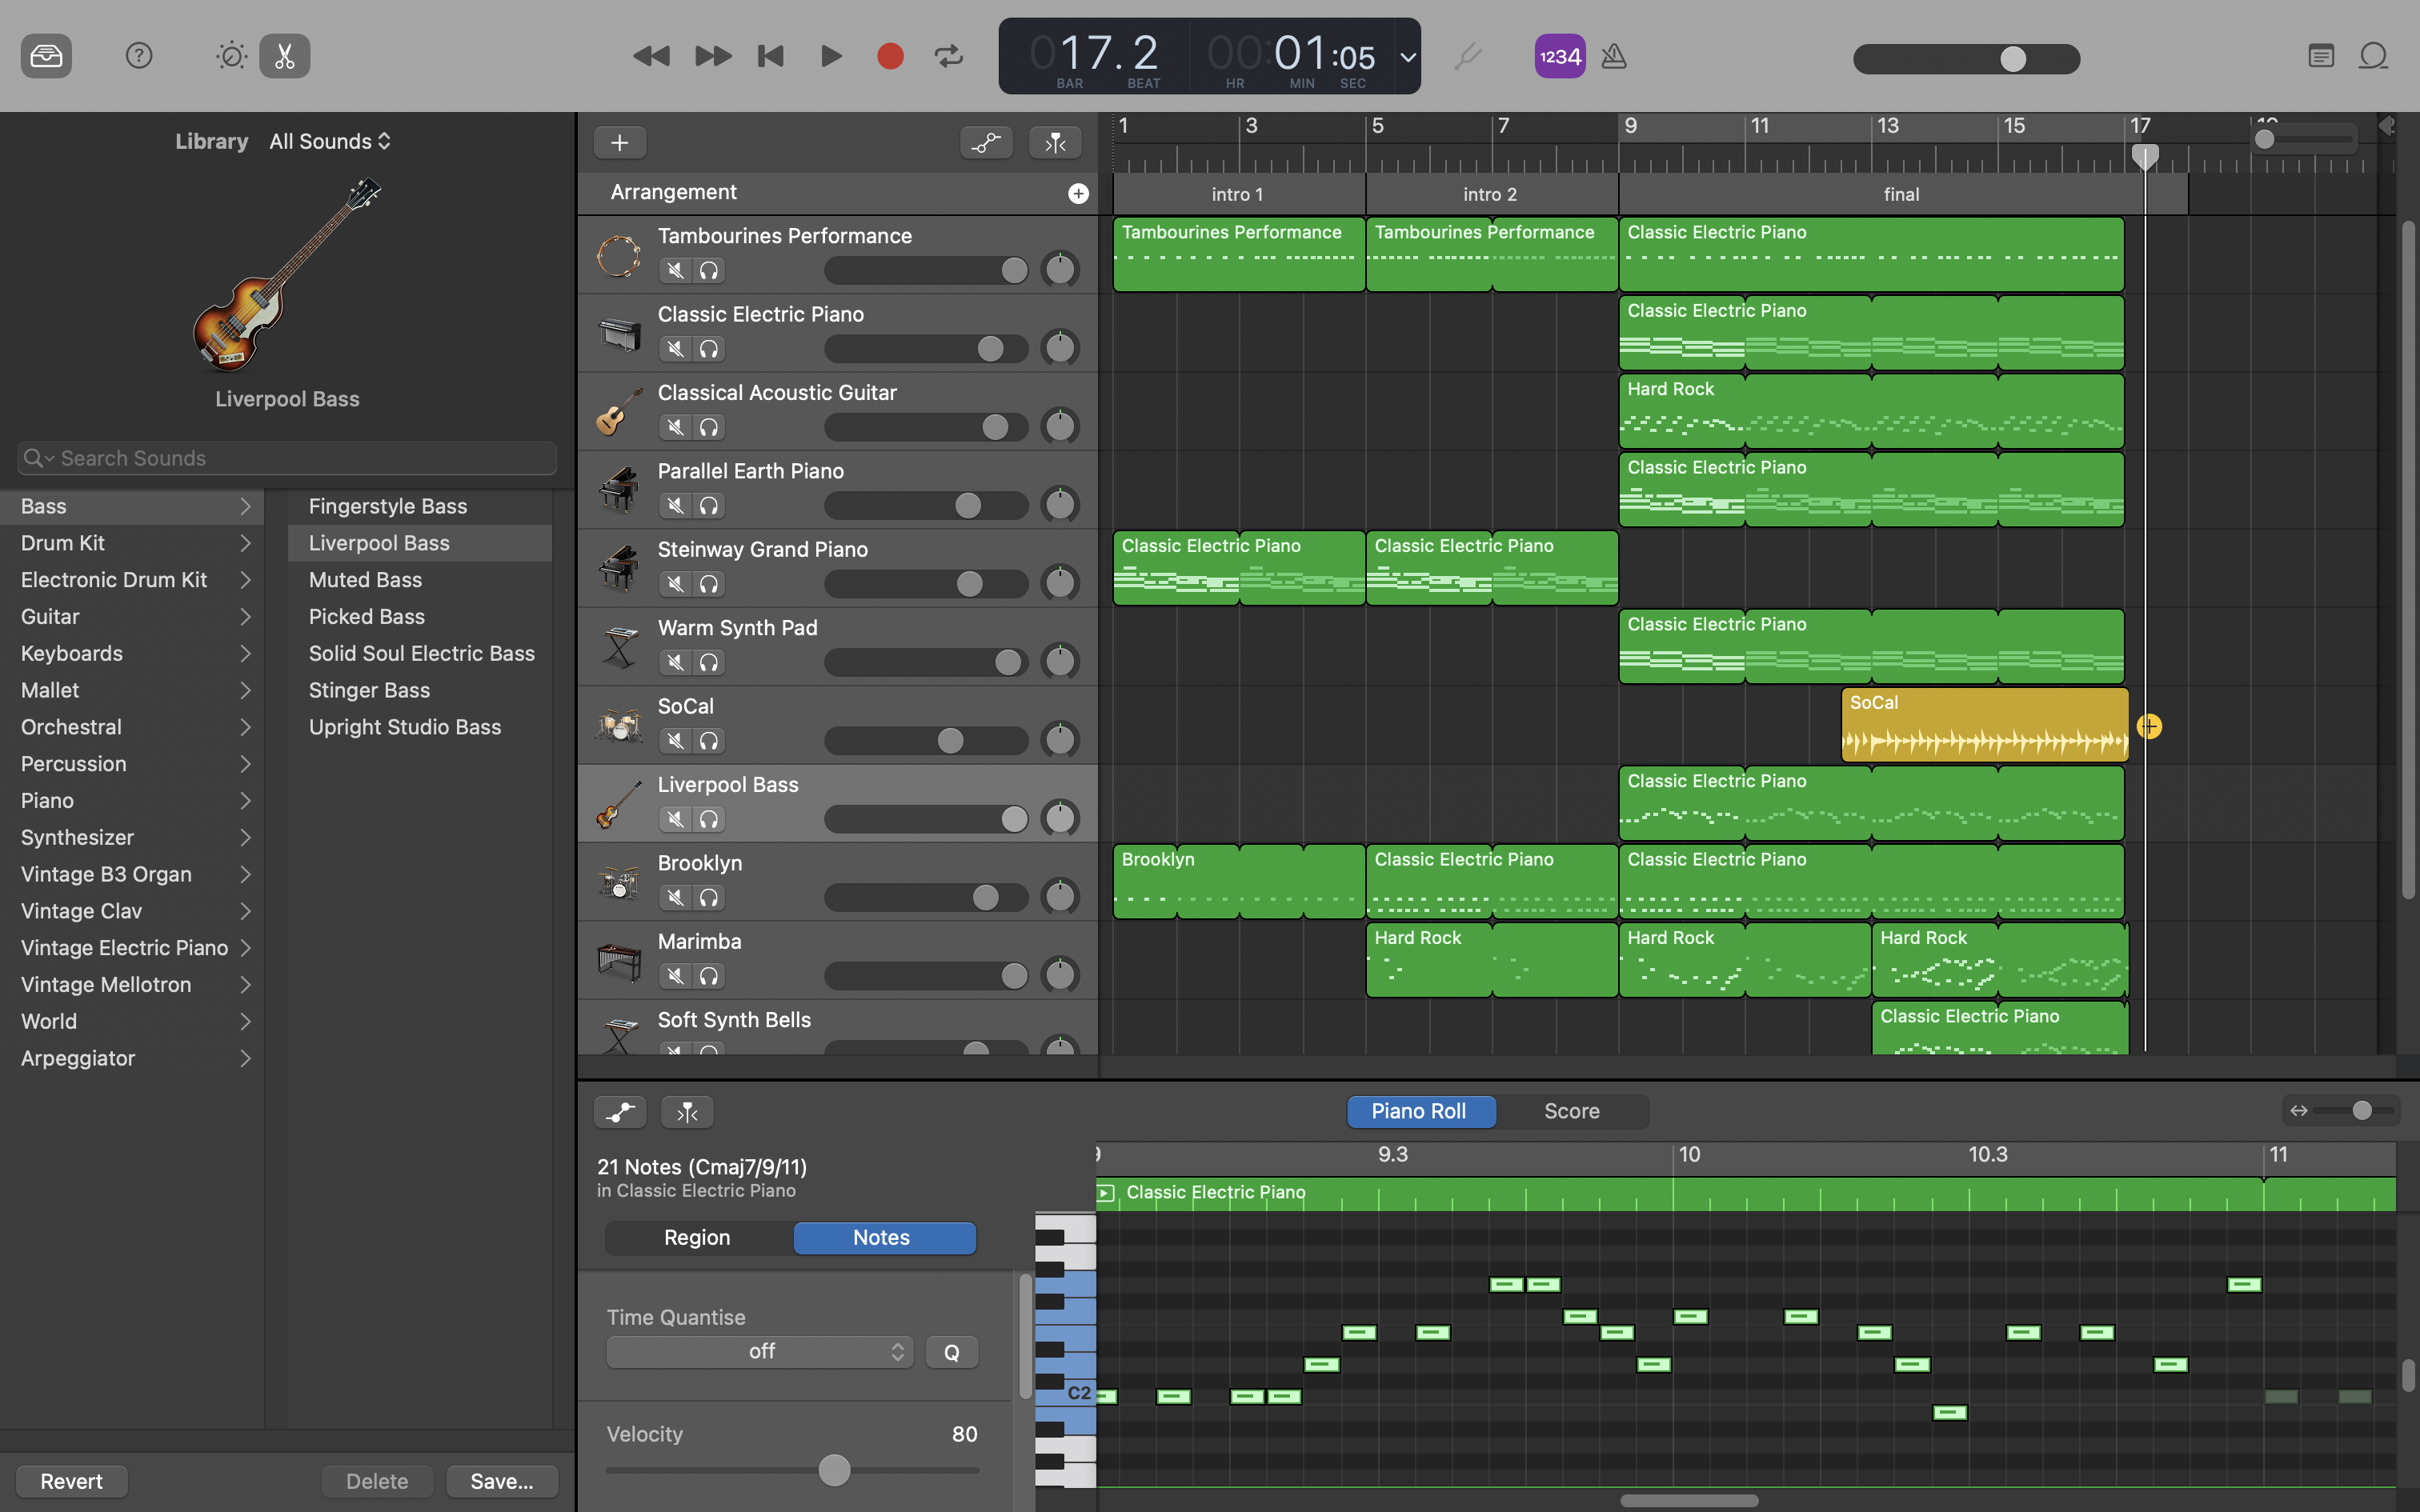 017.2
00:01:05
BAR BEAT HR MIN SEC
1234
Library All Sounds
Liverpool Bass
Search Sounds
Bass
Drum Kit
Electronic Drum Kit
Guitar
Keyboards
Mallet
Orchestral
Percussion
Piano
Synthesizer
Vintage B3 Organ
Vintage Clav
Vintage Electric Piano
Vintage Mellotron
World
Arpeggiator
Fingerstyle Bass
Liverpool Bass
Muted Bass
Picked Bass
Solid Soul Electric Bass
Stinger Bass
Upright Studio Bass
Revert Delete Save...
1 3 5 7 9 11 13 15 17
Arrangement
intro 1 intro 2 final
Tambourines Performance
Tambourines Performance Tambourines Performance Classic Electric Piano
Classic Electric Piano
Classic Electric Piano
Classical Acoustic Guitar
Hard Rock
Parallel Earth Piano
Classic Electric Piano
Steinway Grand Piano
Classic Electric Piano Classic Electric Piano
Warm Synth Pad
Classic Electric Piano
SoCal
SoCal
Liverpool Bass
Classic Electric Piano
Brooklyn
Brooklyn Classic Electric Piano Classic Electric Piano
Marimba
Hard Rock Hard Rock Hard Rock
Soft Synth Bells
Classic Electric Piano
Piano Roll Score
21 Notes (Cmaj7/9/11)
in Classic Electric Piano
Region Notes
Time Quantise
off Q
Velocity 80
9.3 10 10.3 11
Classic Electric Piano
C2